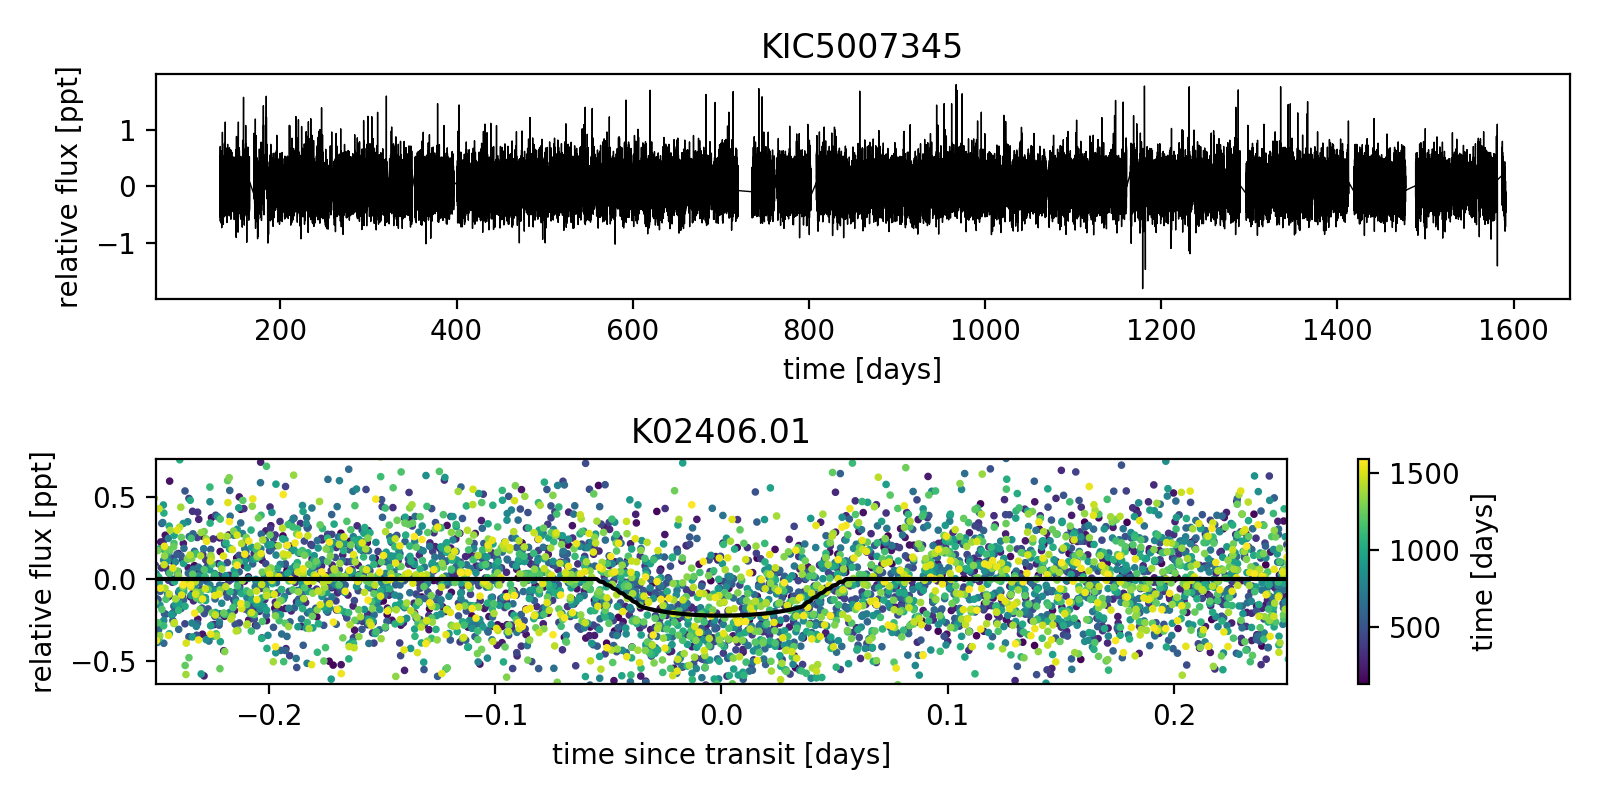 KIC5007345
relative flux [ppt]
1
0
−1
200 400 600 800 1000 1200 1400 1600
time [days]
K02406.01
relative flux [ppt]
0.5
0.0
−0.5
−0.2 −0.1 0.0 0.1 0.2
time since transit [days]
1500
1000
500
time [days]